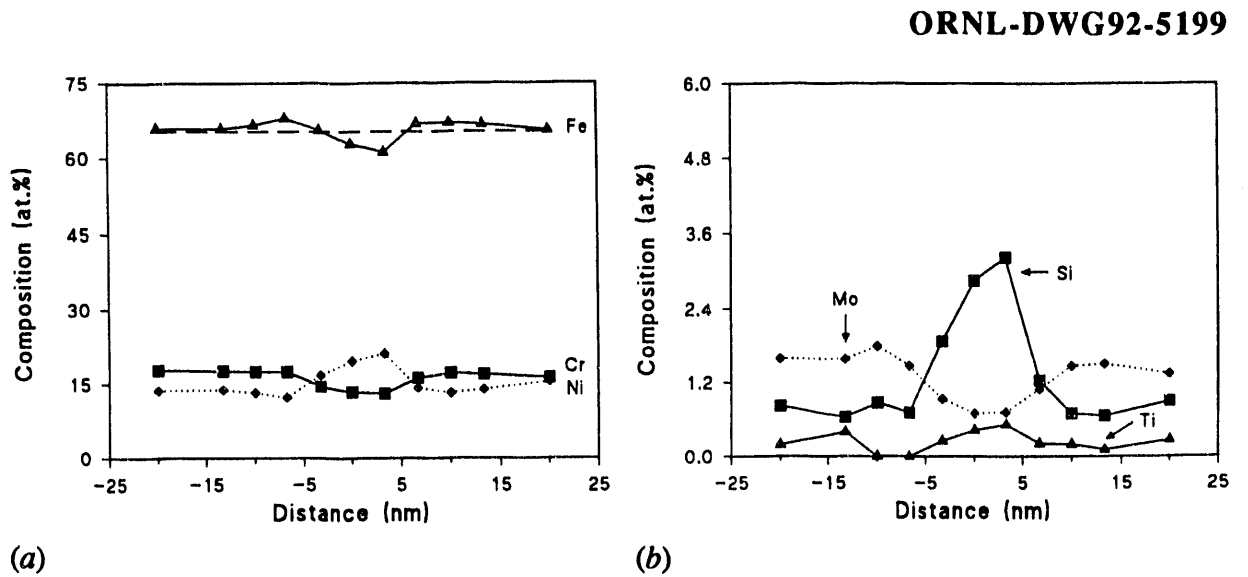 ORNL-DWG92-5199
75
60
45
30
15
0
Composition (at.%)
Fe
Cr
Ni
-25
-15
-5
5
15
25
Distance (nm)
(a)
6.0
4.8
3.6
2.4
1.2
0.0
Composition (at.%)
Mo
Si
Ti
-25
-15
-5
5
15
25
Distance (nm)
(b)